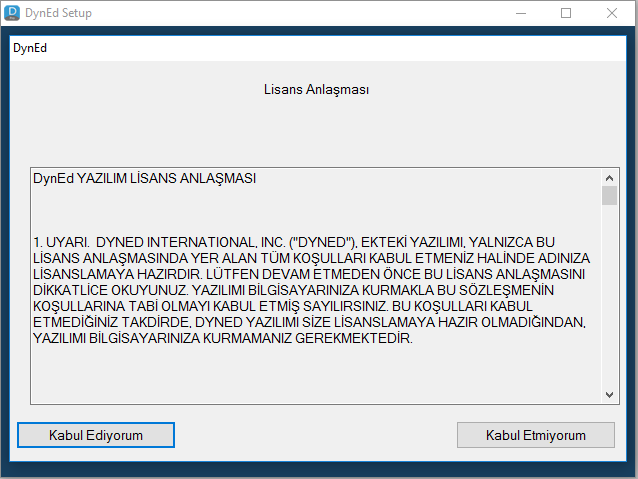 DynEd Setup
DynEd
Lisans Anlaşması
DynEd YAZILIM LİSANS ANLAŞMASI
1. UYARI.  DYNED INTERNATIONAL, INC. ("DYNED"), EKTEKİ YAZILIMI, YALNIZCA BU
LİSANS ANLAŞMASINDA YER ALAN TÜM KOŞULLARI KABUL ETMENİZ HALİNDE ADINIZA
LİSANSLAMAYA HAZIRDIR. LÜTFEN DEVAM ETMEDEN ÖNCE BU LİSANS ANLAŞMASINI
DİKKATLİCE OKUYUNUZ. YAZILIMI BİLGİSAYARINIZA KURMAKLA BU SÖZLEŞMENİN
KOŞULLARINA TABİ OLMAYI KABUL ETMİŞ SAYILIRSINIZ. BU KOŞULLARI KABUL
ETMEDİĞİNİZ TAKDİRDE, DYNED YAZILIMI SİZE LİSANSLAMAYA HAZIR OLMADIĞINDAN,
YAZILIMI BİLGİSAYARINIZA KURMAMANIZ GEREKMEKTEDİR.
Kabul Ediyorum
Kabul Etmiyorum